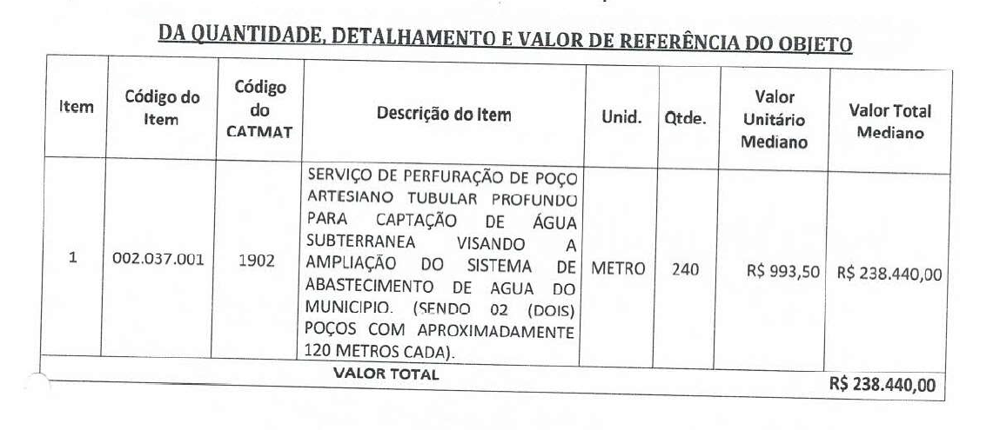 DA QUANTIDADE, DETALHAMENTO E VALOR DE REFERÊNCIA DO OBJETO
Item
Código do
Item
Código
do
CATMAT
Descrição do Item
Unid.
Qtde.
Valor
Unitário
Mediano
Valor Total
Mediano
1
002.037.001
1902
SERVIÇO DE PERFURAÇÃO DE POÇO
ARTESIANO TUBULAR PROFUNDO
PARA CAPTAÇÃO DE ÁGUA
SUBTERRANEA VISANDO A
AMPLIAÇÃO DO SISTEMA DE
ABASTECIMENTO DE AGUA DO
MUNICIPIO. (SENDO 02 (DOIS)
POÇOS COM APROXIMADAMENTE
120 METROS CADA).
METRO
240
R$ 993,50
R$ 238.440,00
VALOR TOTAL
R$ 238.440,00